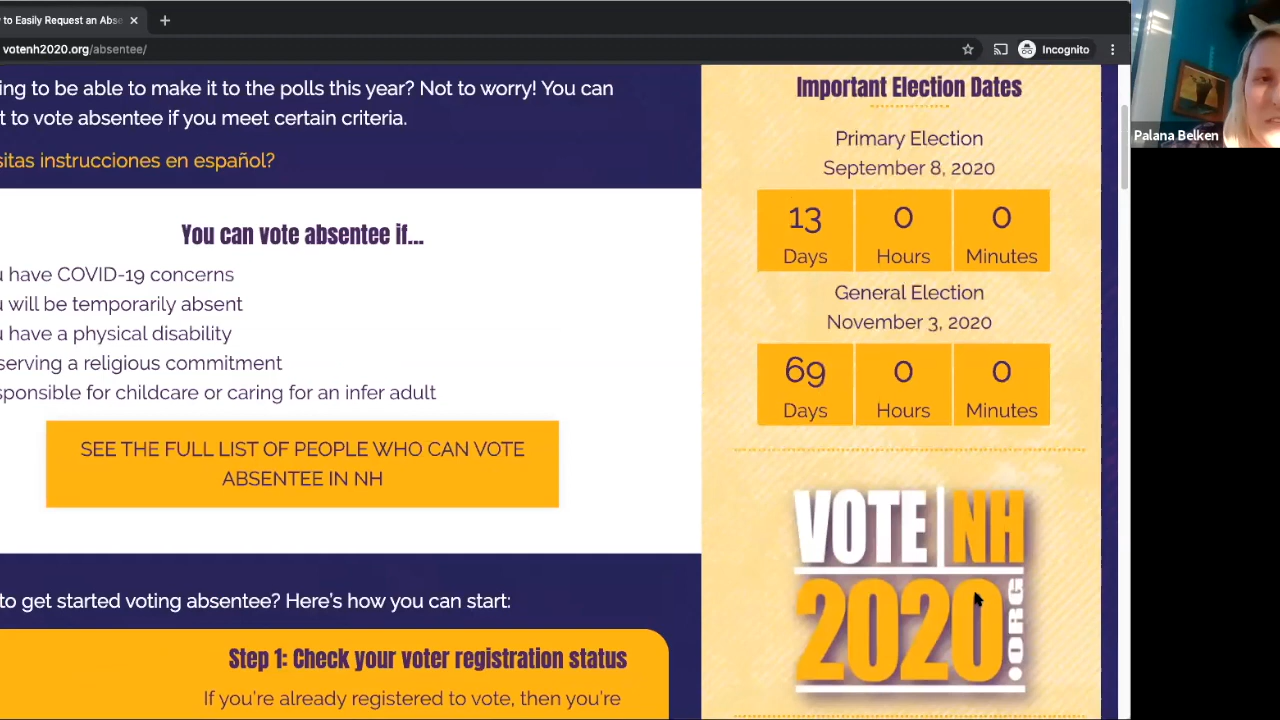 to Easily Request an Abse
votenh2020.org/absentee/
Incognito
ing to be able to make it to the polls this year? Not to worry! You can
t to vote absentee if you meet certain criteria.
sitas instrucciones en español?
You can vote absentee if...
u have COVID-19 concerns
u will be temporarily absent
u have a physical disability
serving a religious commitment
sponsible for childcare or caring for an infer adult
SEE THE FULL LIST OF PEOPLE WHO CAN VOTE
ABSENTEE IN NH
to get started voting absentee? Here's how you can start:
Step 1: Check your voter registration status
If you're already registered to vote, then you're
Important Election Dates
Primary Election
September 8, 2020
13 0 0
Days Hours Minutes
General Election
November 3, 2020
69 0 0
Days Hours Minutes
VOTE NH
2020 .ORG
Palana Belken